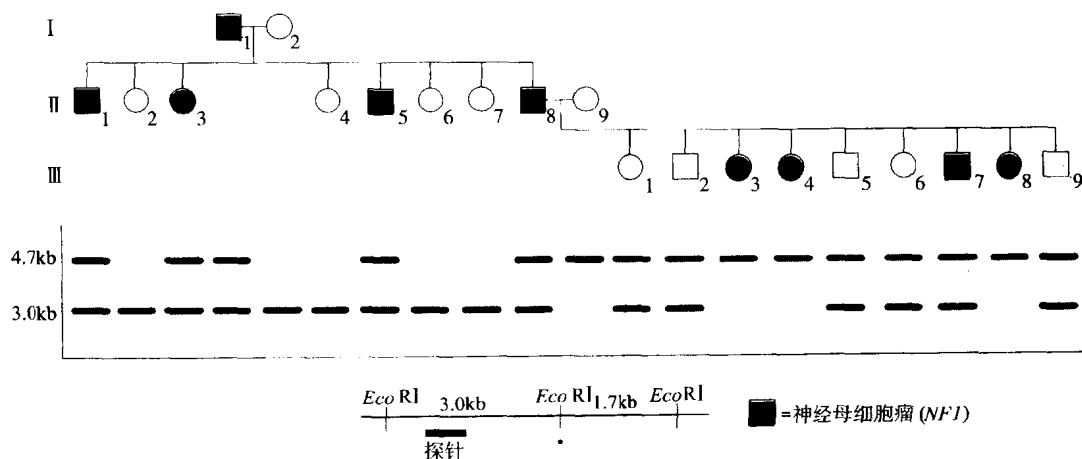 I 1 2
II 1 2 3 4 5 6 7 8 9
III 1 2 3 4 5 6 7 8 9
4.7kb
3.0kb
EcoRI 3.0kb EcoRI 1.7kb EcoRI
探针
=神经母细胞瘤(NF1)